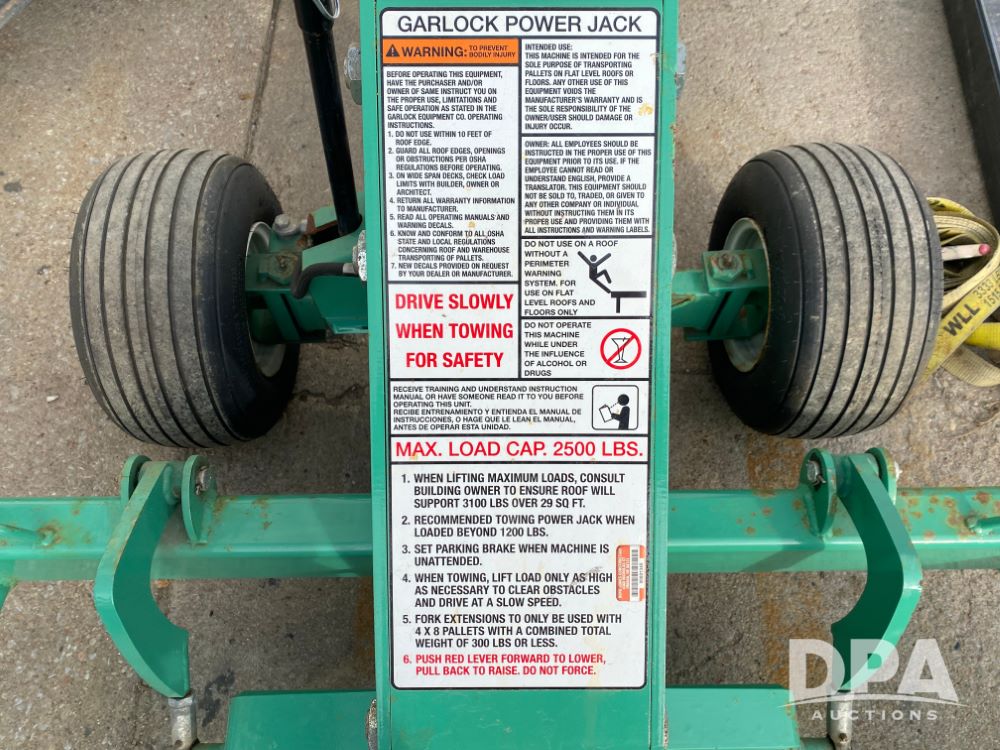 GARLOCK POWER JACK
WARNING: TO PREVENT
BODILY INJURY
BEFORE OPERATING THIS EQUIPMENT,
HAVE THE PURCHASER AND/OR
OWNER OF SAME INSTRUCT YOU ON
THE PROPER USE, LIMITATIONS AND
SAFE OPERATION AS STATED IN THE
GARLOCK EQUIPMENT CO. OPERATING
INSTRUCTIONS.
1. DO NOT USE WITHIN 10 FEET OF
ROOF EDGE.
2. GUARD ALL ROOF EDGES, OPENINGS
OR OBSTRUCTIONS PER OSHA
REGULATIONS BEFORE OPERATING.
3. ON WIDE SPAN DECKS, CHECK LOAD
LIMITS WITH BUILDER, OWNER OR
ARCHITECT.
4. RETURN ALL WARRANTY INFORMATION
TO MANUFACTURER.
5. READ ALL OPERATING MANUALS AND
WARNING DECALS.
6. KNOW AND CONFORM TO ALL OSHA
STATE AND LOCAL REGULATIONS
CONCERNING ROOF AND WAREHOUSE
TRANSPORTING OF PALLETS.
7. NEW DECALS PROVIDED ON REQUEST
BY YOUR DEALER OR MANUFACTURER.
INTENDED USE:
THIS MACHINE IS INTENDED FOR THE
SOLE PURPOSE OF TRANSPORTING
PALLETS ON FLAT LEVEL ROOFS OR
FLOORS. ANY OTHER USE OF THIS
EQUIPMENT VOIDS THE
MANUFACTURER'S WARRANTY AND IS
THE SOLE RESPONSIBILITY OF THE
OWNER/USER SHOULD DAMAGE OR
INJURY OCCUR.
OWNER: ALL EMPLOYEES SHOULD BE
INSTRUCTED IN THE PROPER USE OF THIS
EQUIPMENT PRIOR TO ITS USE. IF THE
EMPLOYEE CANNOT READ OR
UNDERSTAND ENGLISH, PROVIDE A
TRANSLATOR. THIS EQUIPMENT SHOULD
NOT BE SOLD TO, TRADED, OR GIVEN TO
ANY OTHER COMPANY OR INDIVIDUAL
WITHOUT INSTRUCTING THEM IN ITS
PROPER USE AND PROVIDING THEM WITH
ALL INSTRUCTIONS AND WARNING LABELS.
DO NOT USE ON A ROOF
WITHOUT A
PERIMETER
WARNING
SYSTEM. FOR
USE ON FLAT
LEVEL ROOFS AND
FLOORS ONLY
DRIVE SLOWLY
WHEN TOWING
FOR SAFETY
DO NOT OPERATE
THIS MACHINE
WHILE UNDER
THE INFLUENCE
OF ALCOHOL OR
DRUGS
RECEIVE TRAINING AND UNDERSTAND INSTRUCTION
MANUAL OR HAVE SOMEONE READ IT TO YOU BEFORE
OPERATING THIS UNIT.
RECIBE ENTRENAMIENTO Y ENTIENDA EL MANUAL DE
INSTRUCCIONES, O HAGE QUE LE LEAN EL MANUAL,
ANTES DE OPERAR ESTA UNIDAD.
MAX. LOAD CAP. 2500 LBS.
1. WHEN LIFTING MAXIMUM LOADS, CONSULT
BUILDING OWNER TO ENSURE ROOF WILL
SUPPORT 3100 LBS OVER 29 SQ FT.
2. RECOMMENDED TOWING POWER JACK WHEN
LOADED BEYOND 1200 LBS.
3. SET PARKING BRAKE WHEN MACHINE IS
UNATTENDED.
4. WHEN TOWING, LIFT LOAD ONLY AS HIGH
AS NECESSARY TO CLEAR OBSTACLES
AND DRIVE AT A SLOW SPEED.
5. FORK EXTENSIONS TO ONLY BE USED WITH
4 X 8 PALLETS WITH A COMBINED TOTAL
WEIGHT OF 300 LBS OR LESS.
6. PUSH RED LEVER FORWARD TO LOWER,
PULL BACK TO RAISE. DO NOT FORCE.
WLL 3333
DPA
AUCTIONS